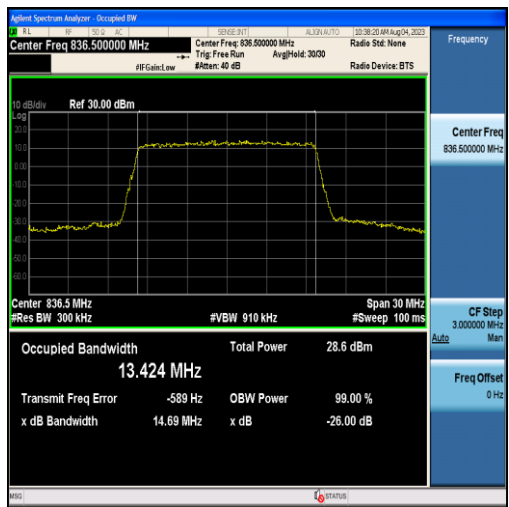 Agilent Spectrum Analyzer - Occupied BW
RL RF 50 Ω AC SENSE:INT ALIGN AUTO 10:38:20 AM Aug 04, 2023
Center Freq 836.500000 MHz
Center Freq: 836.500000 MHz
Radio Std: None
Trig: Free Run Avg|Hold: 30/30
#IFGain:Low #Atten: 40 dB Radio Device: BTS
10 dB/div Ref 30.00 dBm
Log
20.0
10.0
0.00
-10.0
-20.0
-30.0
-40.0
-50.0
-60.0
Center 836.5 MHz Span 30 MHz
#Res BW 300 kHz #VBW 910 kHz #Sweep 100 ms
Occupied Bandwidth Total Power 28.6 dBm
13.424 MHz
Transmit Freq Error -589 Hz OBW Power 99.00 %
x dB Bandwidth 14.69 MHz x dB -26.00 dB
MSG STATUS
Frequency
Center Freq
836.500000 MHz
CF Step
3.000000 MHz
Auto Man
Freq Offset
0 Hz